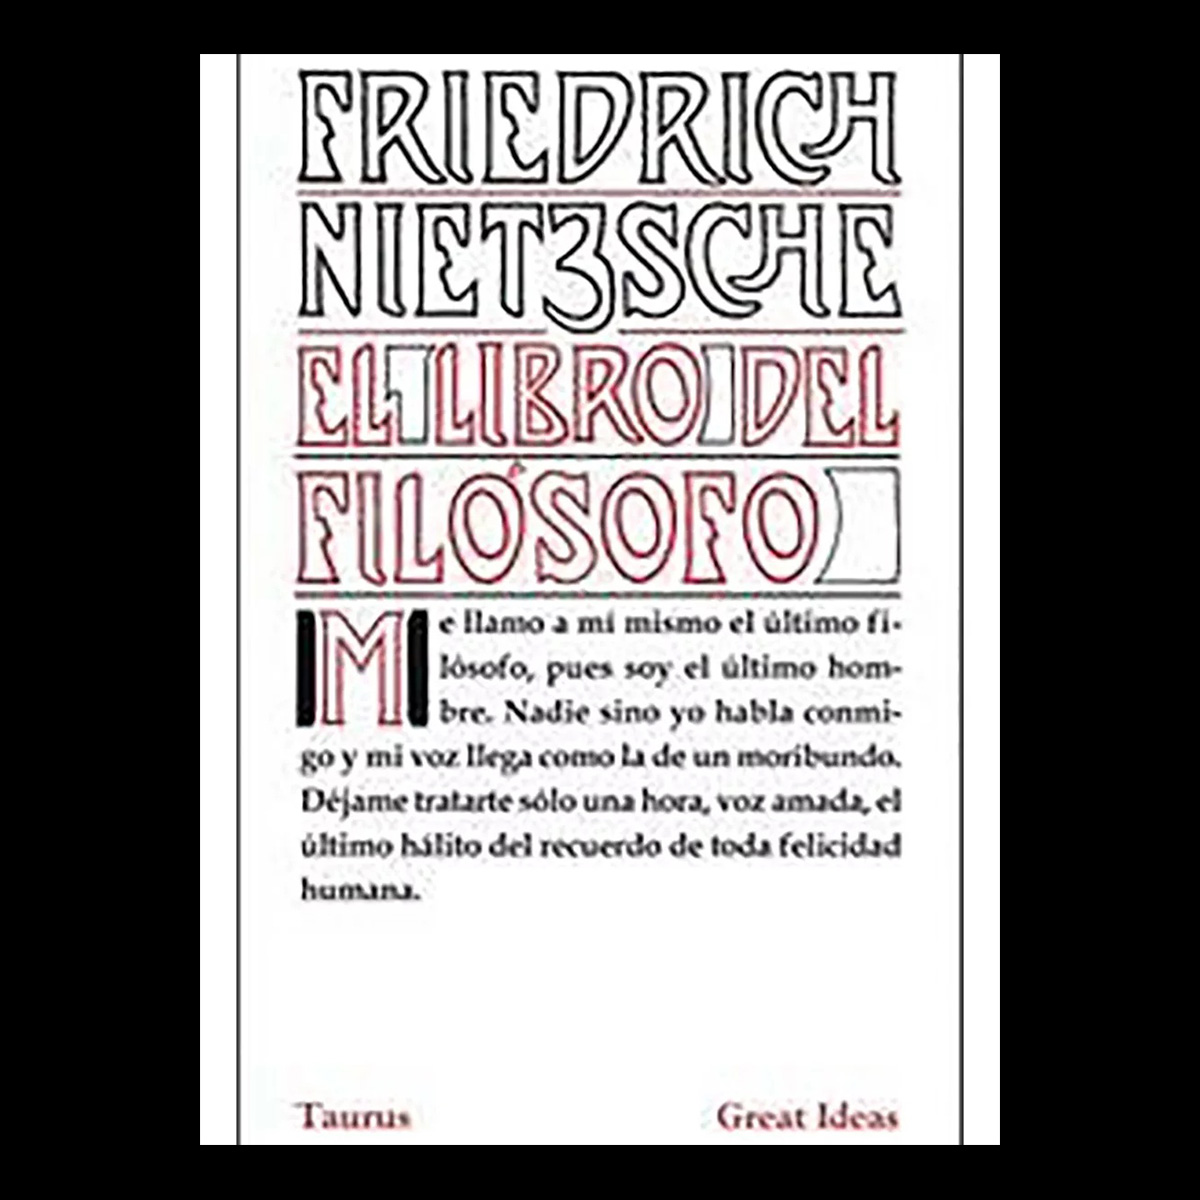 FRIEDRICH
NIETZSCHE
EL LIBRO DEL
FILÓSOFO
Me llamo a mí mismo el último fi-
lósofo, pues soy el último hom-
bre. Nadie sino yo habla conmi-
go y mi voz llega como la de un moribundo.
Déjame tratarte sólo una hora, voz amada, el
último hálito del recuerdo de toda felicidad
humana.
Taurus Great Ideas